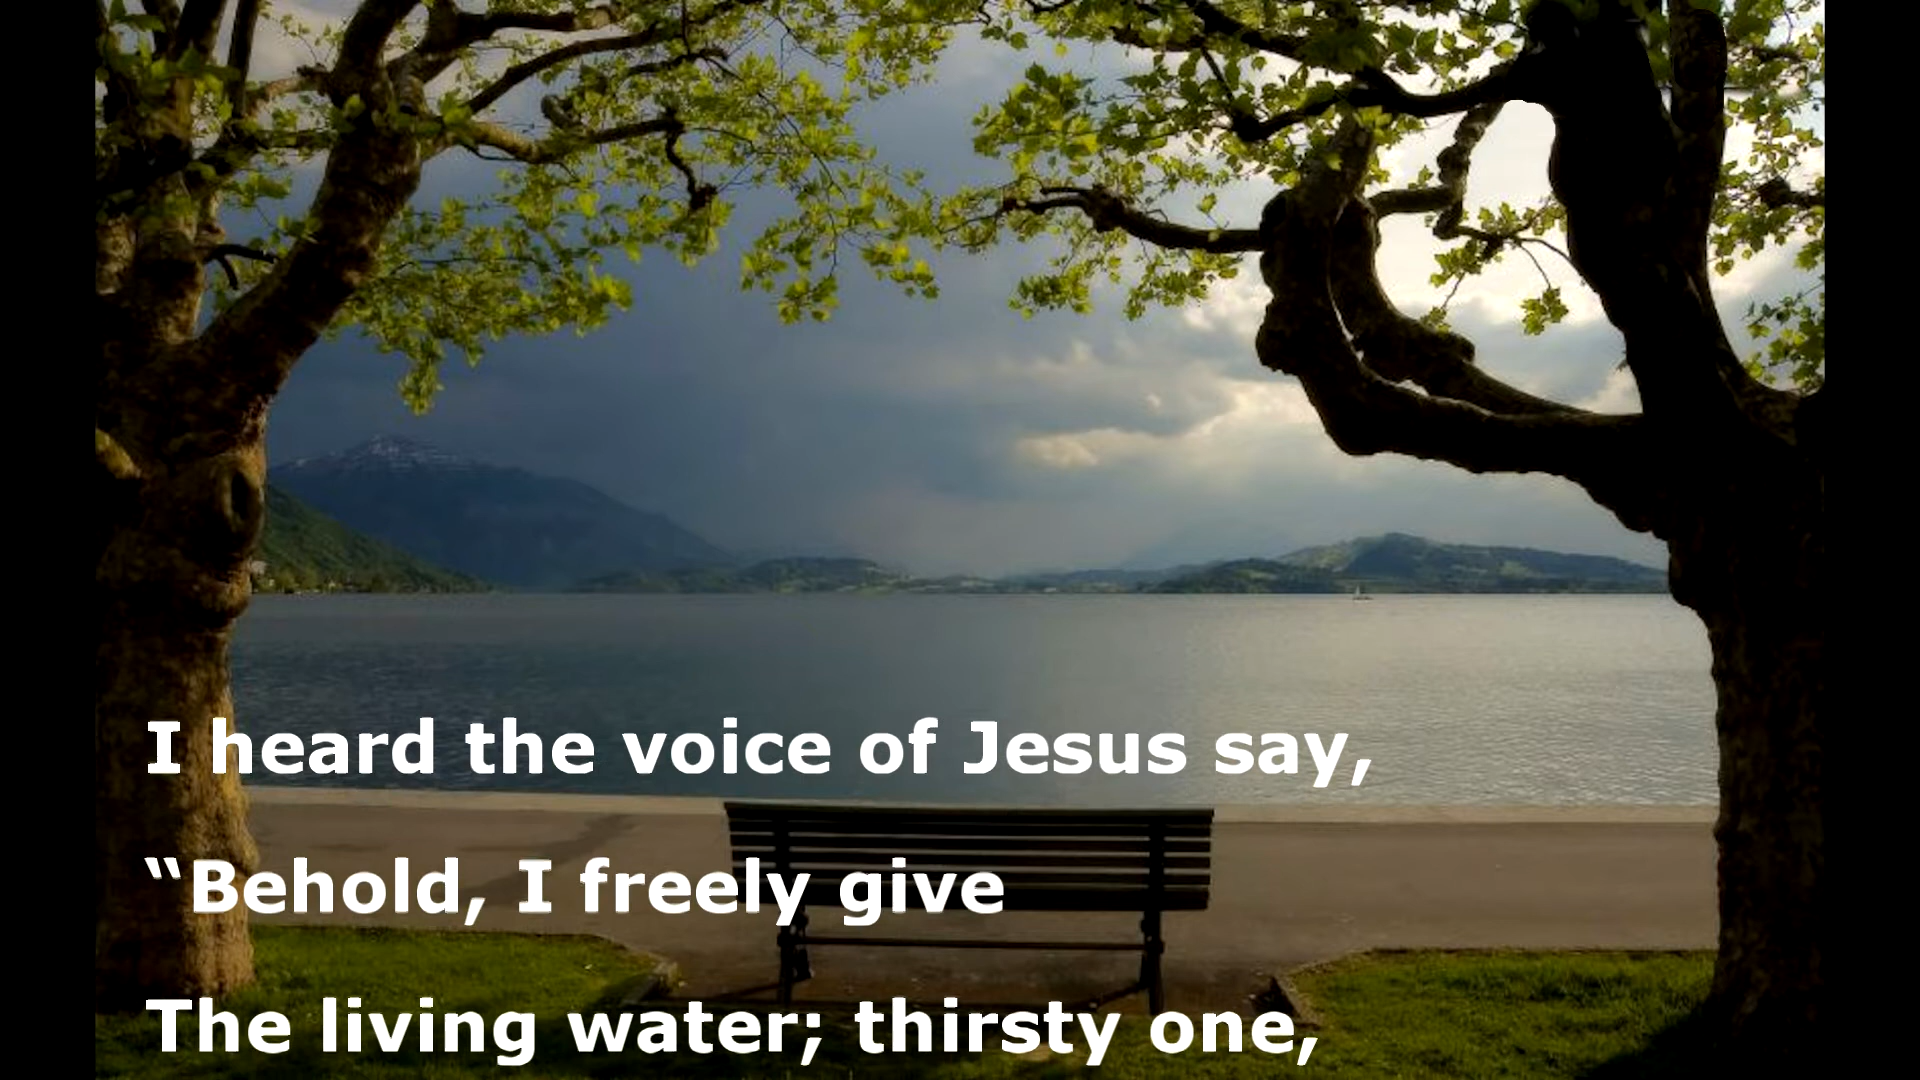 I heard the voice of Jesus say,
“Behold, I freely give
The living water; thirsty one,